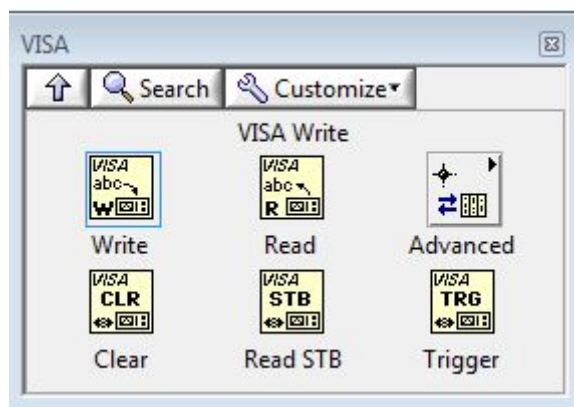 VISA
Search Customize
VISA Write
VISA VISA
abc abc
W R
Write Read Advanced
VISA VISA VISA
CLR STB TRG
Clear Read STB Trigger